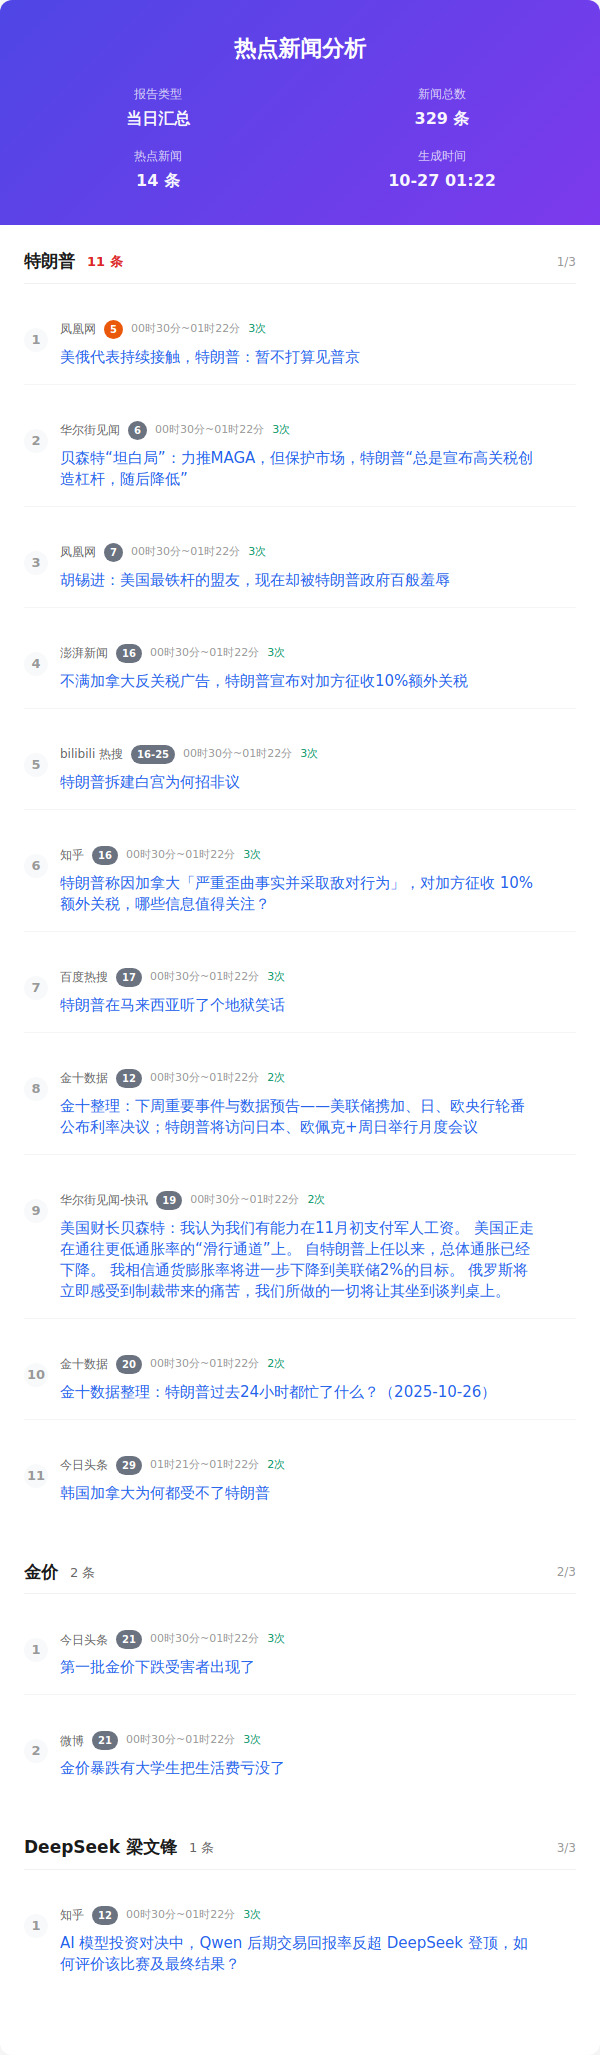 热点新闻分析
报告类型
新闻总数
当日汇总
329 条
热点新闻
生成时间
14 条
10-27 01:22
特朗普 11 条 1/3
1 凤凰网 5 00时30分~01时22分 3次
美俄代表持续接触，特朗普：暂不打算见普京
2 华尔街见闻 6 00时30分~01时22分 3次
贝森特“坦白局”：力推MAGA，但保护市场，特朗普“总是宣布高关税创
造杠杆，随后降低”
3 凤凰网 7 00时30分~01时22分 3次
胡锡进：美国最铁杆的盟友，现在却被特朗普政府百般羞辱
4 澎湃新闻 16 00时30分~01时22分 3次
不满加拿大反关税广告，特朗普宣布对加方征收10%额外关税
5 bilibili 热搜 16-25 00时30分~01时22分 3次
特朗普拆建白宫为何招非议
6 知乎 16 00时30分~01时22分 3次
特朗普称因加拿大「严重歪曲事实并采取敌对行为」，对加方征收 10%
额外关税，哪些信息值得关注？
7 百度热搜 17 00时30分~01时22分 3次
特朗普在马来西亚听了个地狱笑话
8 金十数据 12 00时30分~01时22分 2次
金十整理：下周重要事件与数据预告——美联储携加、日、欧央行轮番
公布利率决议；特朗普将访问日本、欧佩克+周日举行月度会议
9 华尔街见闻-快讯 19 00时30分~01时22分 2次
美国财长贝森特：我认为我们有能力在11月初支付军人工资。 美国正走
在通往更低通胀率的“滑行通道”上。 自特朗普上任以来，总体通胀已经
下降。 我相信通货膨胀率将进一步下降到美联储2%的目标。 俄罗斯将
立即感受到制裁带来的痛苦，我们所做的一切将让其坐到谈判桌上。
10 金十数据 20 00时30分~01时22分 2次
金十数据整理：特朗普过去24小时都忙了什么？（2025-10-26）
11 今日头条 29 01时21分~01时22分 2次
韩国加拿大为何都受不了特朗普
金价 2 条 2/3
1 今日头条 21 00时30分~01时22分 3次
第一批金价下跌受害者出现了
2 微博 21 00时30分~01时22分 3次
金价暴跌有大学生把生活费亏没了
DeepSeek 梁文锋 1 条 3/3
1 知乎 12 00时30分~01时22分 3次
AI 模型投资对决中，Qwen 后期交易回报率反超 DeepSeek 登顶，如
何评价该比赛及最终结果？